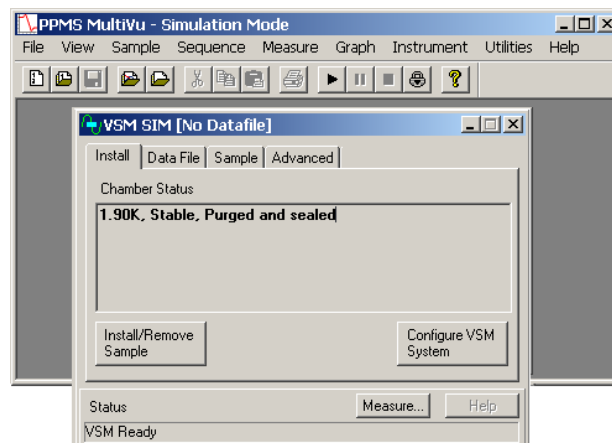 PPMS MultiVu - Simulation Mode
File View Sample Sequence Measure Graph Instrument Utilities Help
VSM SIM [No Datafile]
Install Data File Sample Advanced
Chamber Status
1.90K, Stable, Purged and sealed
Install/Remove
Sample
Configure VSM
System
Status
Measure...
Help
VSM Ready